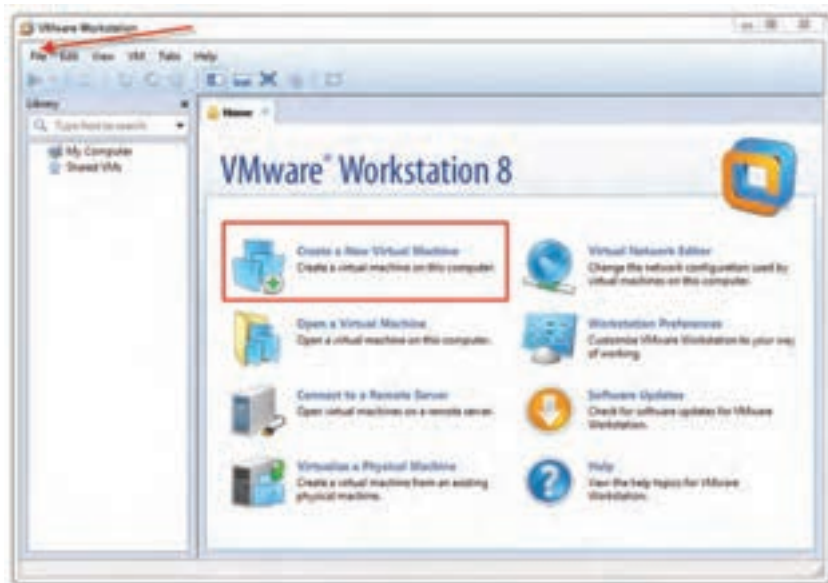 VMware Workstation
File Edit View VM Tabs Help
Library
Type here to search
My Computer
Shared VMs
Home
VMware® Workstation 8
Create a New Virtual Machine
Create a virtual machine on this computer.
Open a Virtual Machine
Open a virtual machine on this computer.
Connect to a Remote Server
Open virtual machines on a remote server.
Virtualize a Physical Machine
Create a virtual machine from an existing
physical machine.
Virtual Network Editor
Change the network configuration used by
virtual machines on this computer.
Workstation Preferences
Customize VMware Workstation to your way
of working.
Software Updates
Check for software updates for VMware
Workstation.
Help
View the help topics for VMware
Workstation.